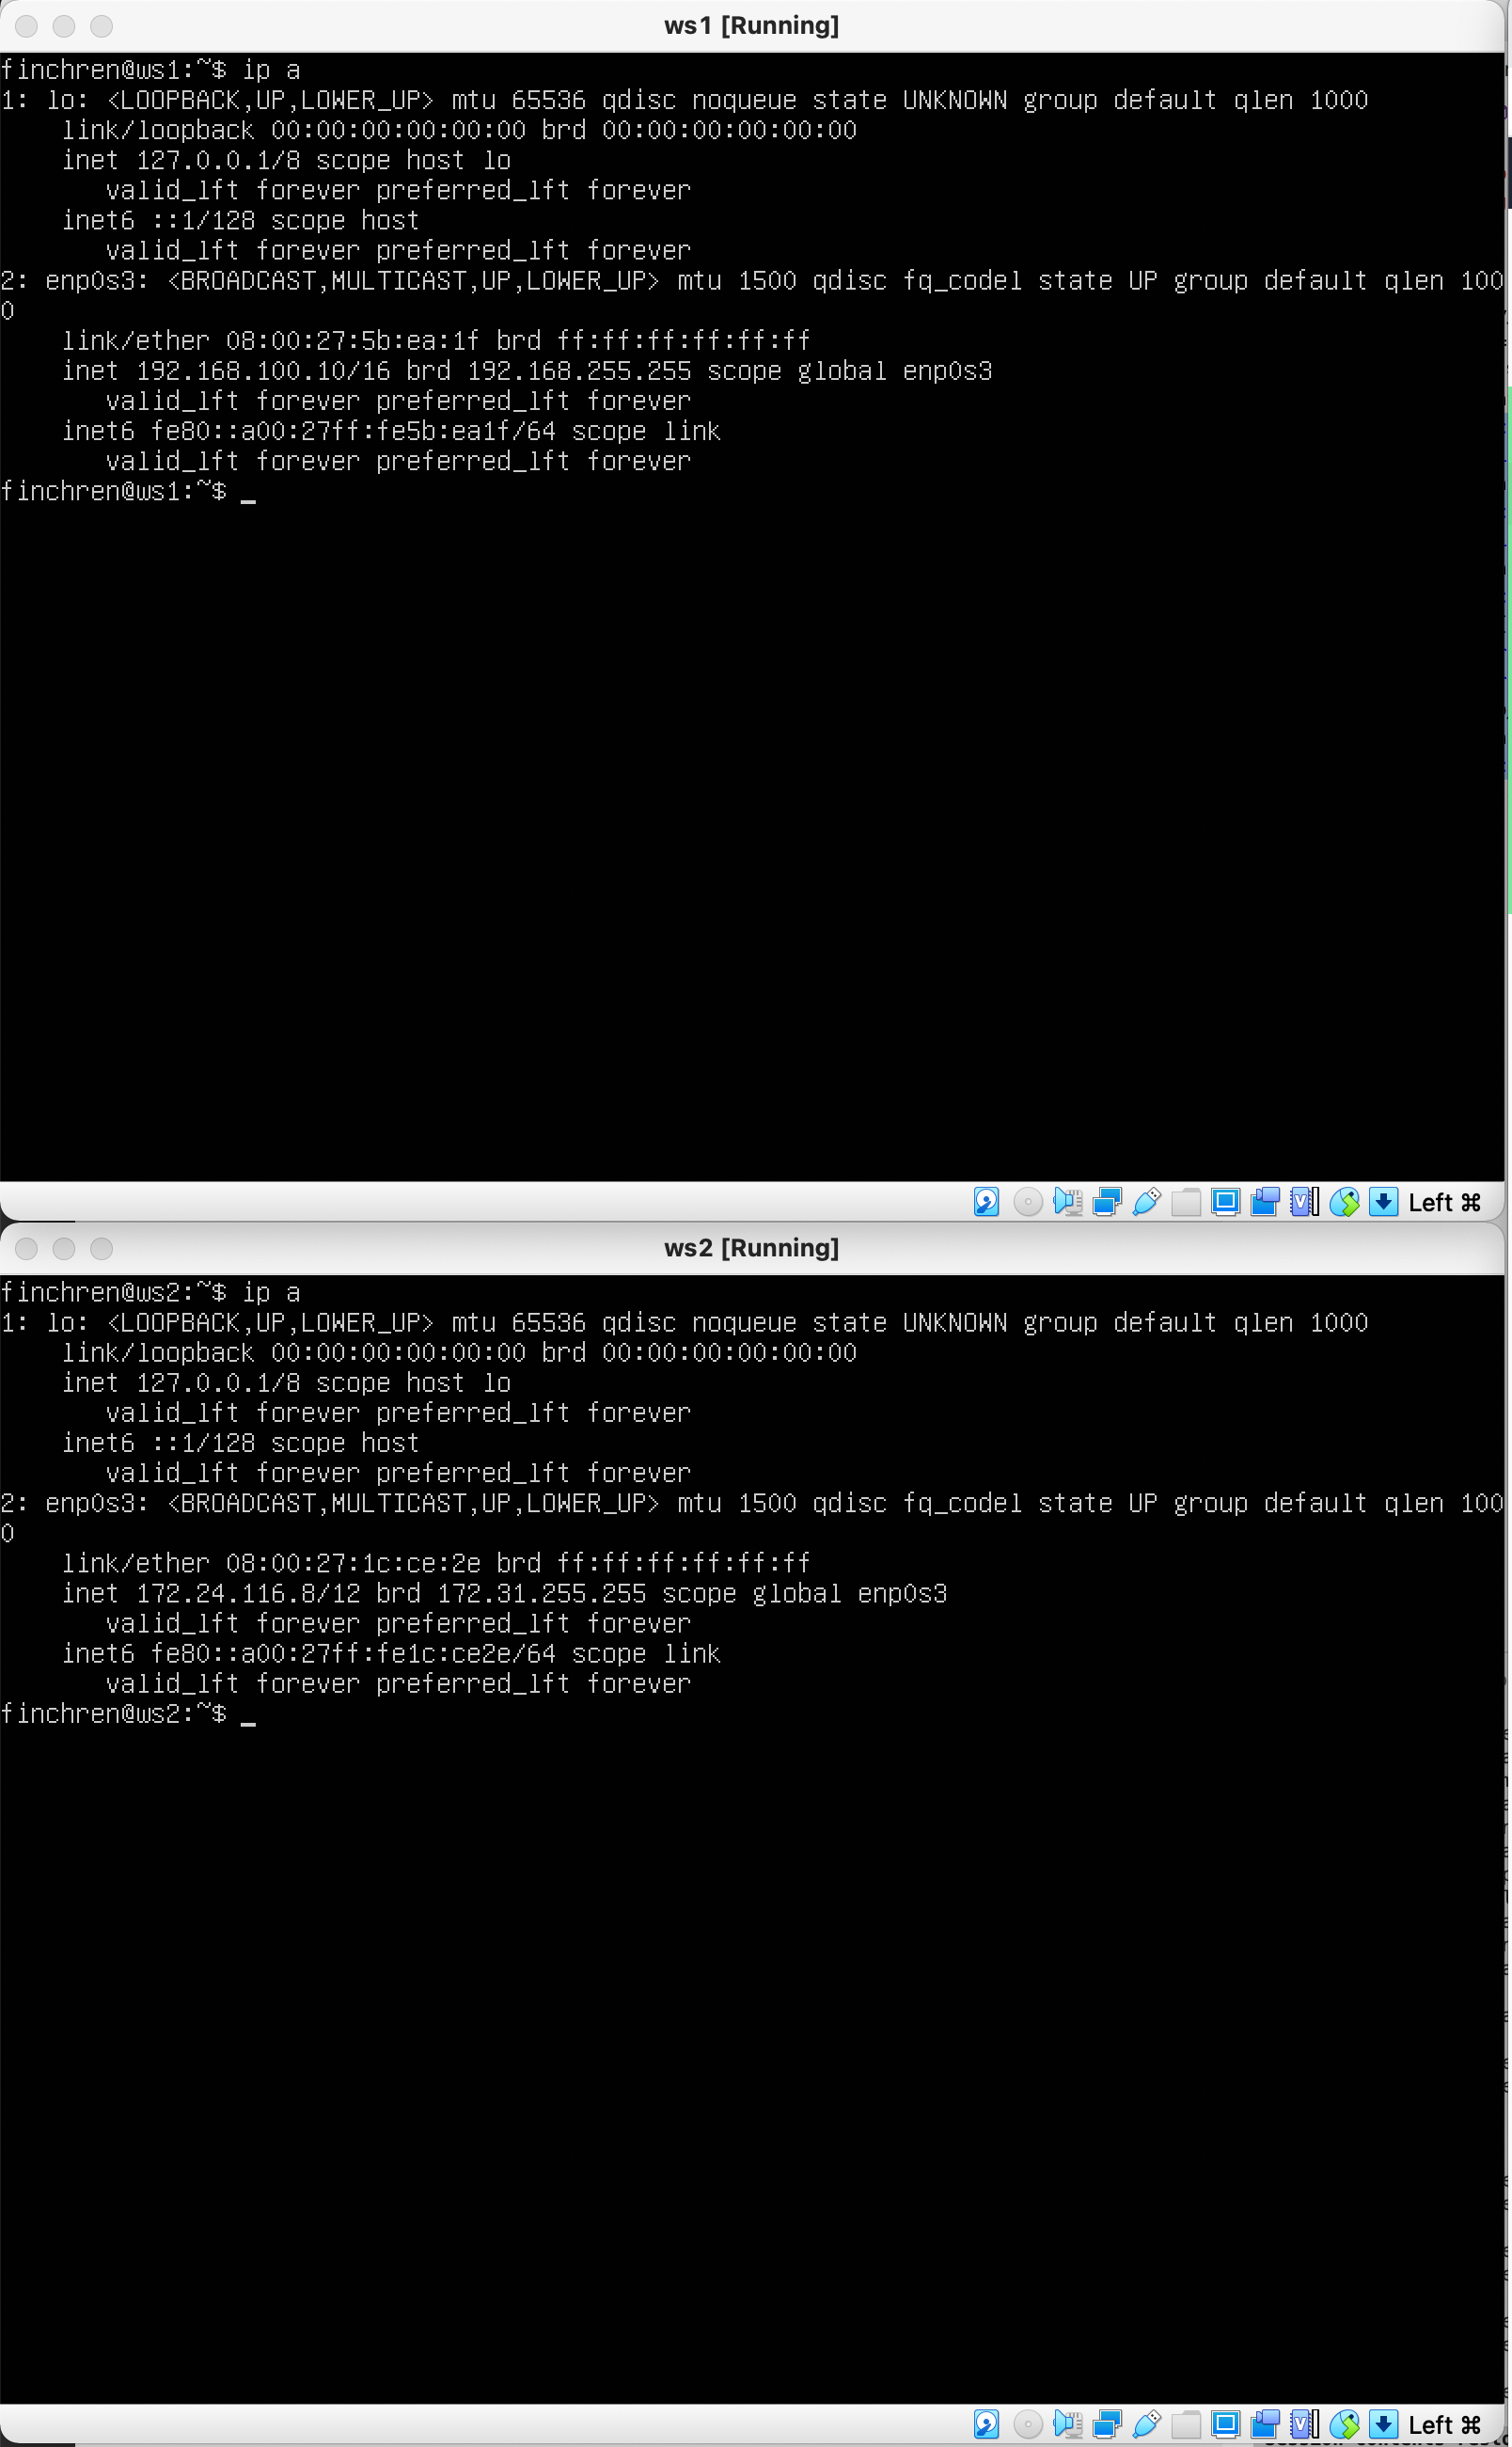 ws1 [Running]
finchren@ws1:~$ ip a
1: lo: <LOOPBACK,UP,LOWER_UP> mtu 65536 qdisc noqueue state UNKNOWN group default qlen 1000
    link/loopback 00:00:00:00:00:00 brd 00:00:00:00:00:00
    inet 127.0.0.1/8 scope host lo
       valid_lft forever preferred_lft forever
    inet6 ::1/128 scope host
       valid_lft forever preferred_lft forever
2: enp0s3: <BROADCAST,MULTICAST,UP,LOWER_UP> mtu 1500 qdisc fq_codel state UP group default qlen 100
0
    link/ether 08:00:27:5b:ea:1f brd ff:ff:ff:ff:ff:ff
    inet 192.168.100.10/16 brd 192.168.255.255 scope global enp0s3
       valid_lft forever preferred_lft forever
    inet6 fe80::a00:27ff:fe5b:ea1f/64 scope link
       valid_lft forever preferred_lft forever
finchren@ws1:~$ _
Left ⌘
ws2 [Running]
finchren@ws2:~$ ip a
1: lo: <LOOPBACK,UP,LOWER_UP> mtu 65536 qdisc noqueue state UNKNOWN group default qlen 1000
    link/loopback 00:00:00:00:00:00 brd 00:00:00:00:00:00
    inet 127.0.0.1/8 scope host lo
       valid_lft forever preferred_lft forever
    inet6 ::1/128 scope host
       valid_lft forever preferred_lft forever
2: enp0s3: <BROADCAST,MULTICAST,UP,LOWER_UP> mtu 1500 qdisc fq_codel state UP group default qlen 100
0
    link/ether 08:00:27:1c:ce:2e brd ff:ff:ff:ff:ff:ff
    inet 172.24.116.8/12 brd 172.31.255.255 scope global enp0s3
       valid_lft forever preferred_lft forever
    inet6 fe80::a00:27ff:fe1c:ce2e/64 scope link
       valid_lft forever preferred_lft forever
finchren@ws2:~$ _
Left ⌘